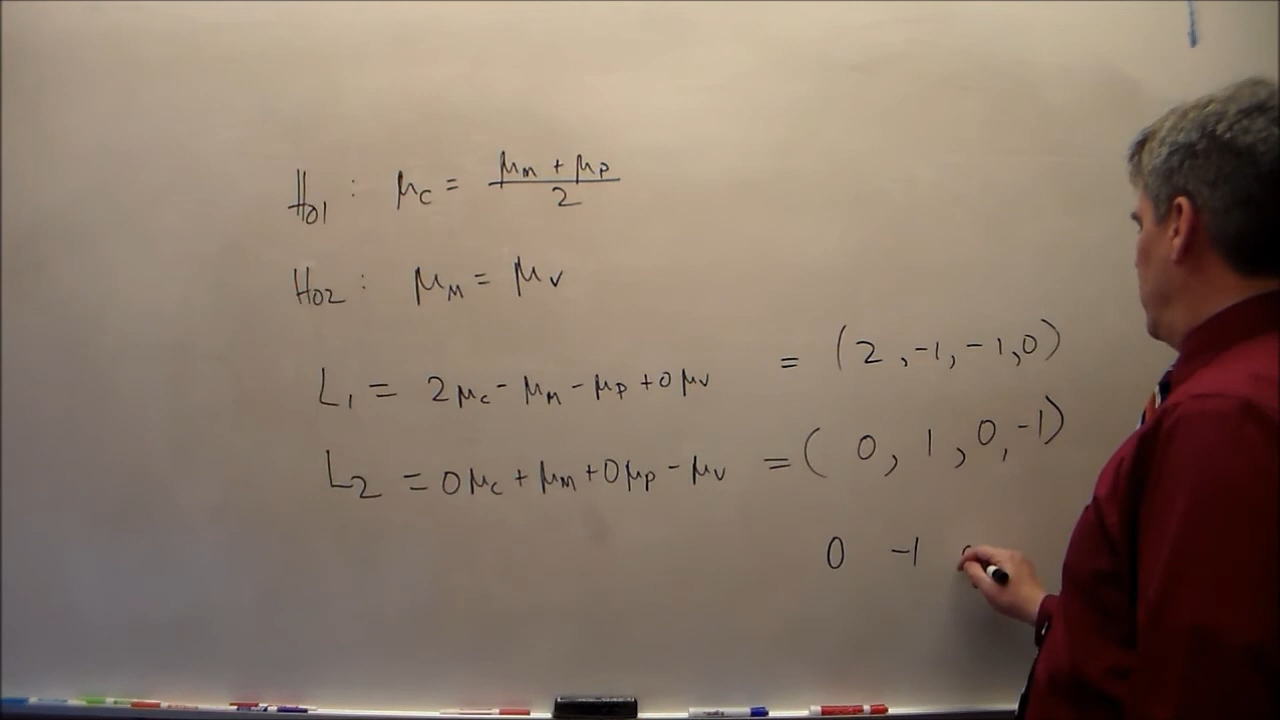 H01 : μc = (μm + μp)/2
H02 : μM = μv
L1 = 2μc - μM - μp + 0μv = (2, -1, -1, 0)
L2 = 0μc + μm + 0μp - μv = (0, 1, 0, -1)
0 -1